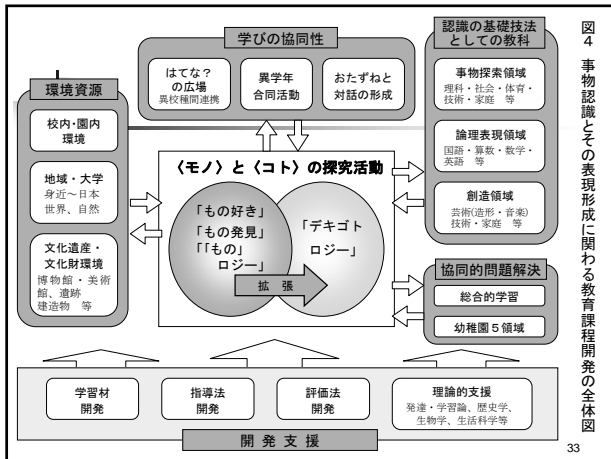 図４　事物認識とその表現形成に関わる教育課程開発の全体図
学びの協同性
はてな？
の広場
異校種間連携
異学年
合同活動
おたずねと
対話の形成
認識の基礎技法
としての教科
事物探索領域
理科・社会・体育・
技術・家庭　等
論理表現領域
国語・算数・数学・
英語　等
創造領域
芸術(造形・音楽)
技術・家庭　等
環境資源
校内・園内
環境
地域・大学
身近～日本
世界、自然
文化遺産・
文化財環境
博物館・美術
館、遺跡
建造物　等
〈モノ〉と〈コト〉の探究活動
「もの好き」
「もの発見」
「「もの」
ロジー」
「デキゴト
ロジー」
拡　張
協同的問題解決
総合的学習
幼稚園５領域
学習材
開発
指導法
開発
評価法
開発
理論的支援
発達・学習論、歴史学、
生物学、生活科学等
開 発 支 援
33